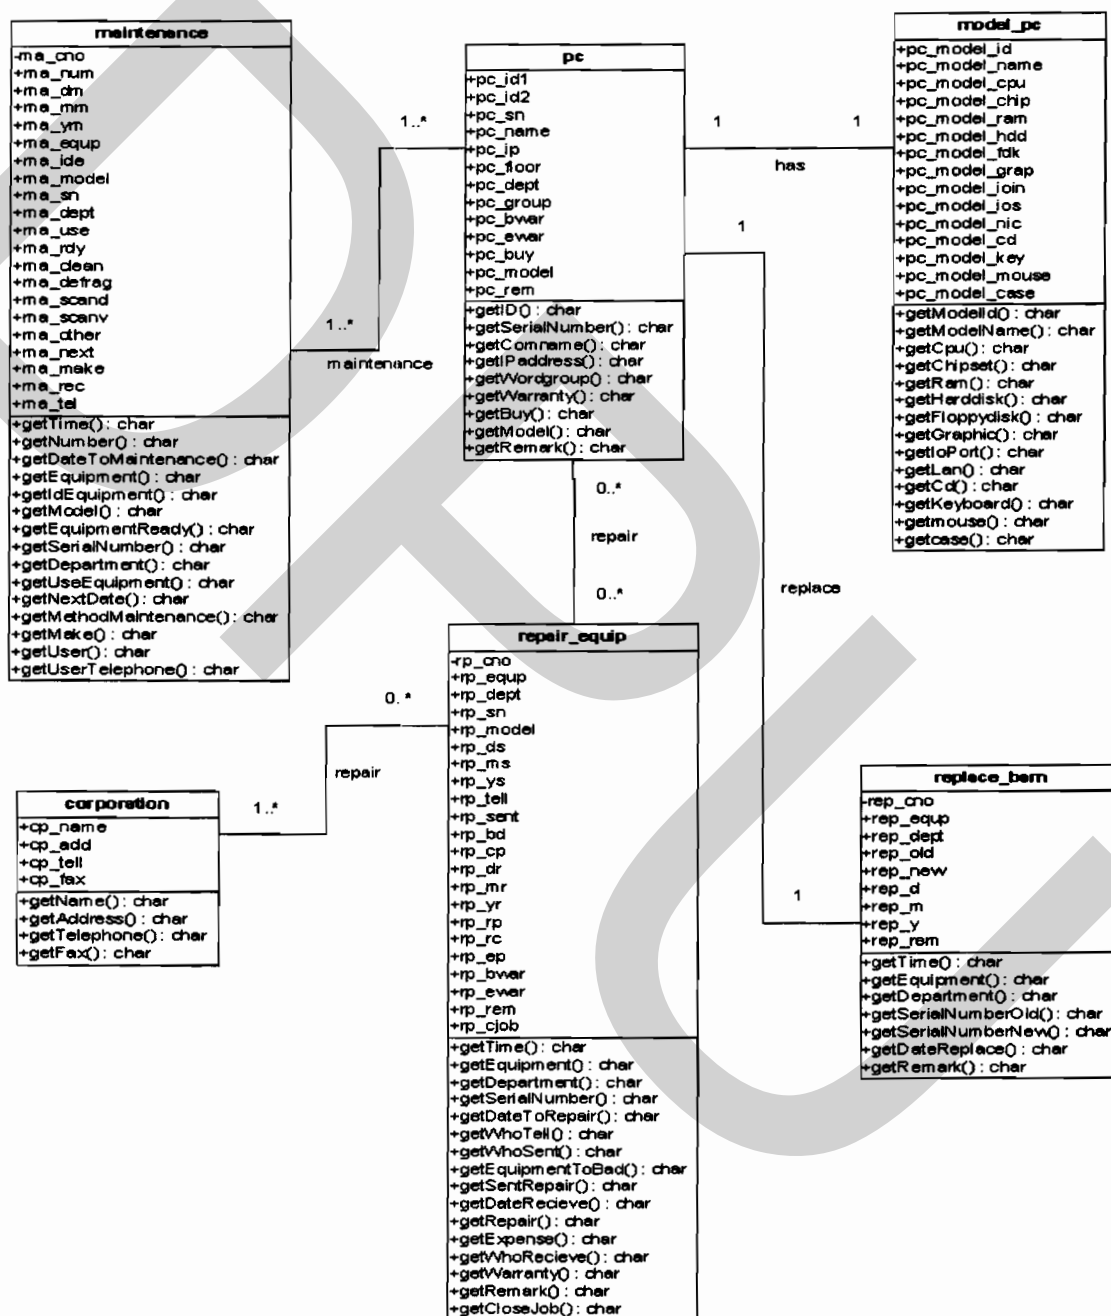 maintenance
-ma_cno
+ma_num
+ma_dm
+ma_mm
+ma_ym
+ma_equp
+ma_ide
+ma_model
+ma_sn
+ma_dept
+ma_use
+ma_rdy
+ma_clean
+ma_defrag
+ma_scand
+ma_scanv
+ma_other
+ma_next
+ma_make
+ma_rec
+ma_tel
+getTime() : char
+getNumber() : char
+getDateToMaintenance() : char
+getEquipment() : char
+getIdEquipment() : char
+getModel() : char
+getEquipmentReady() : char
+getSerialNumber() : char
+getDepartment() : char
+getUseEquipment() : char
+getNextDate() : char
+getMethodMaintenance() : char
+getMake() : char
+getUser() : char
+getUserTelephone() : char
1..*
1..*
maintenance
pc
+pc_id1
+pc_id2
+pc_sn
+pc_name
+pc_ip
+pc_floor
+pc_dept
+pc_group
+pc_bwar
+pc_ewar
+pc_buy
+pc_model
+pc_rem
+getID() : char
+getSerialNumber() : char
+getComname() : char
+getIPaddress() : char
+getWordgroup() : char
+getWarranty() : char
+getBuy() : char
+getModel() : char
+getRemark() : char
1
1
has
model_pc
+pc_model_id
+pc_model_name
+pc_model_cpu
+pc_model_chip
+pc_model_ram
+pc_model_hdd
+pc_model_fdk
+pc_model_grap
+pc_model_ioin
+pc_model_ios
+pc_model_nic
+pc_model_cd
+pc_model_key
+pc_model_mouse
+pc_model_case
+getModelId() : char
+getModelName() : char
+getCpu() : char
+getChipset() : char
+getRam() : char
+getHarddisk() : char
+getFloppydisk() : char
+getGraphic() : char
+getIoPort() : char
+getLan() : char
+getCd() : char
+getKeyboard() : char
+getmouse() : char
+getcase() : char
1
replace
1
0..*
repair
0..*
repair_equip
-rp_cno
+rp_equp
+rp_dept
+rp_sn
+rp_model
+rp_ds
+rp_ms
+rp_ys
+rp_tell
+rp_sent
+rp_bd
+rp_cp
+rp_dr
+rp_mr
+rp_yr
+rp_rp
+rp_rc
+rp_ep
+rp_bwar
+rp_ewar
+rp_rem
+rp_cjob
+getTime() : char
+getEquipment() : char
+getDepartment() : char
+getSerialNumber() : char
+getDateToRepair() : char
+getWhoTell() : char
+getWhoSent() : char
+getEquipmentToBad() : char
+getSentRepair() : char
+getDateRecieve() : char
+getRepair() : char
+getExpense() : char
+getWhoRecieve() : char
+getWarranty() : char
+getRemark() : char
+getCloseJob() : char
0..*
repair
1..*
corporation
+cp_name
+cp_add
+cp_tell
+cp_fax
+getName() : char
+getAddress() : char
+getTelephone() : char
+getFax() : char
replace_bem
-rep_cno
+rep_equp
+rep_dept
+rep_old
+rep_new
+rep_d
+rep_m
+rep_y
+rep_rem
+getTime() : char
+getEquipment() : char
+getDepartment() : char
+getSerialNumberOld() : char
+getSerialNumberNew() : char
+getDateReplace() : char
+getRemark() : char
DPU